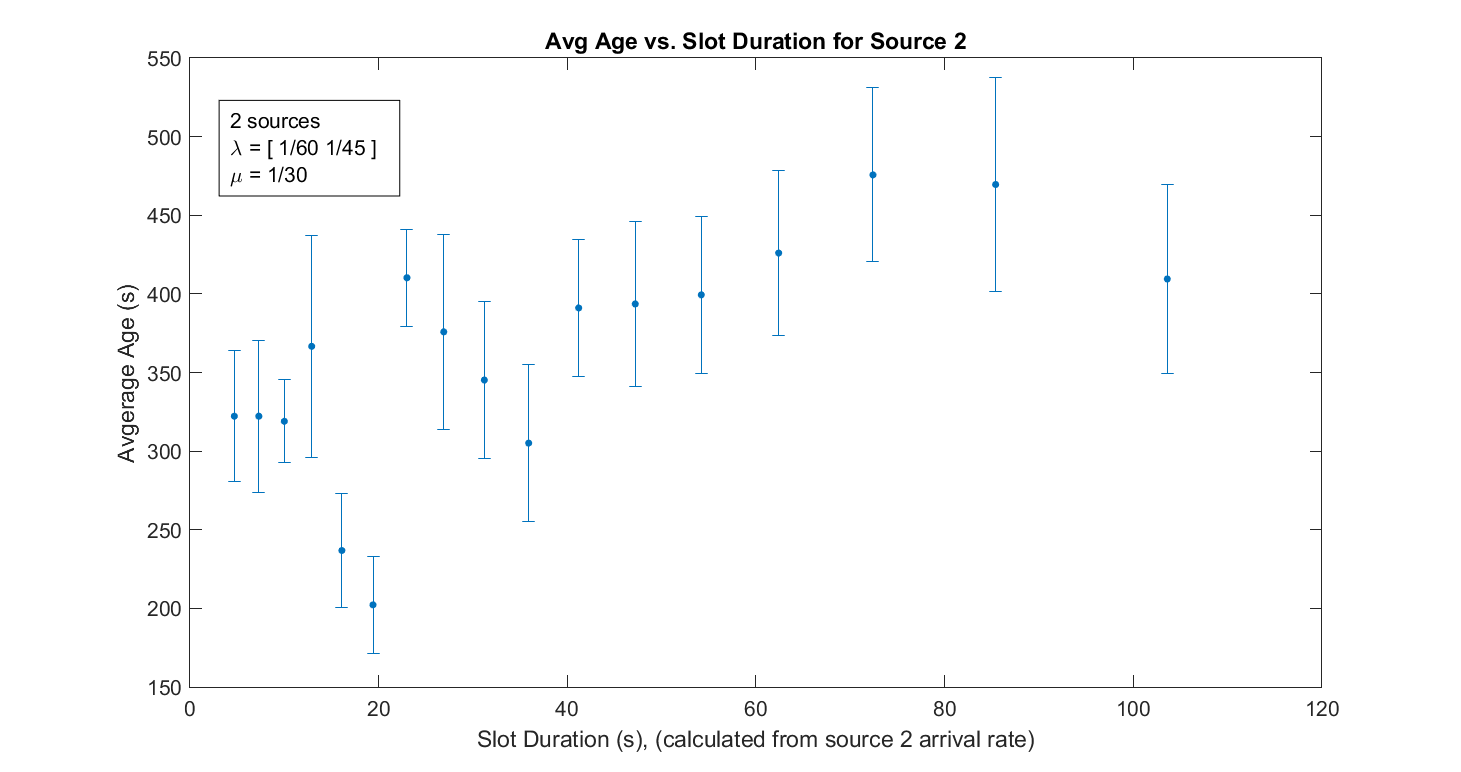 Avg Age vs. Slot Duration for Source 2
550
500
450
400
350
300
250
200
150
2 sources
λ = [ 1/60 1/45 ]
μ = 1/30
Avgerage Age (s)
0 20 40 60 80 100 120
Slot Duration (s), (calculated from source 2 arrival rate)